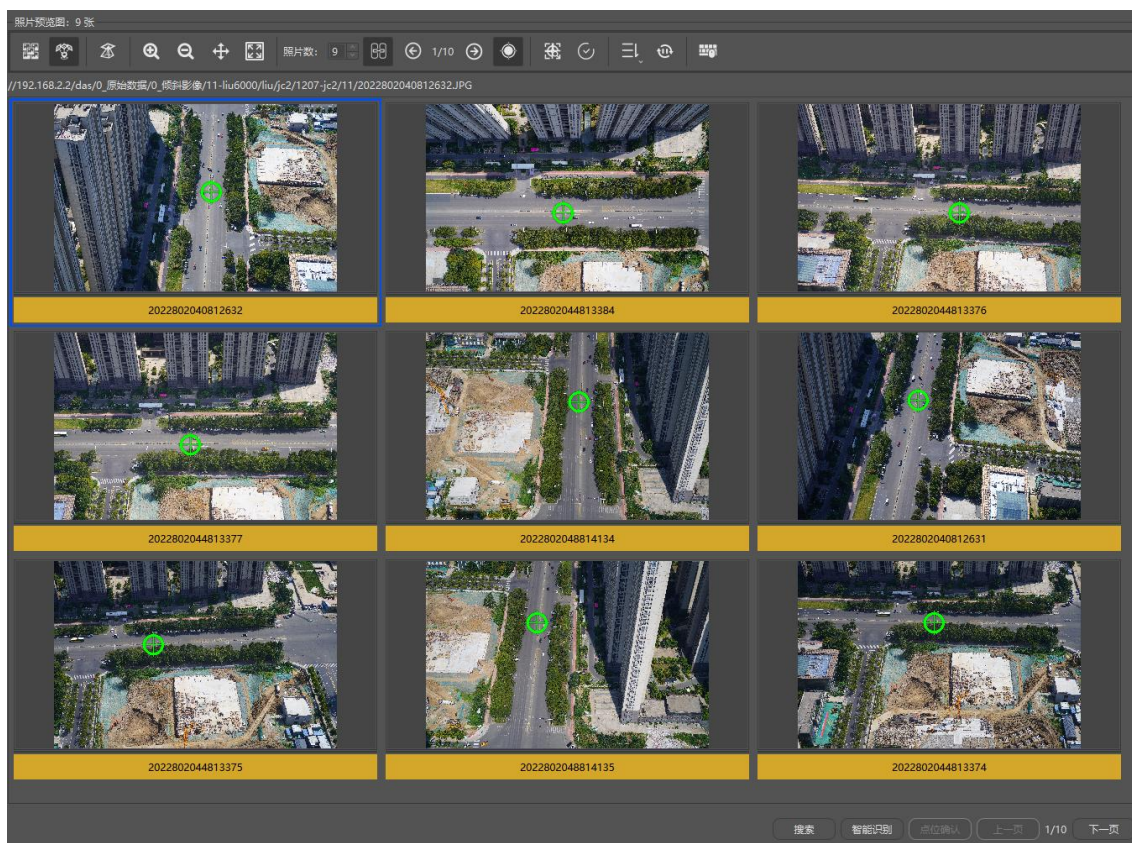 照片预览图：9 张
照片数： 9 1/10
//192.168.2.2/das/0_原始数据/0_倾斜影像/11-liu6000/liu/jc2/1207-jc2/11/2022802040812632.JPG
2022802040812632 2022802044813384 2022802044813376
2022802044813377 2022802048814134 2022802040812631
2022802044813375 2022802048814135 2022802044813374
搜索 智能识别 点位确认 上一页 1/10 下一页